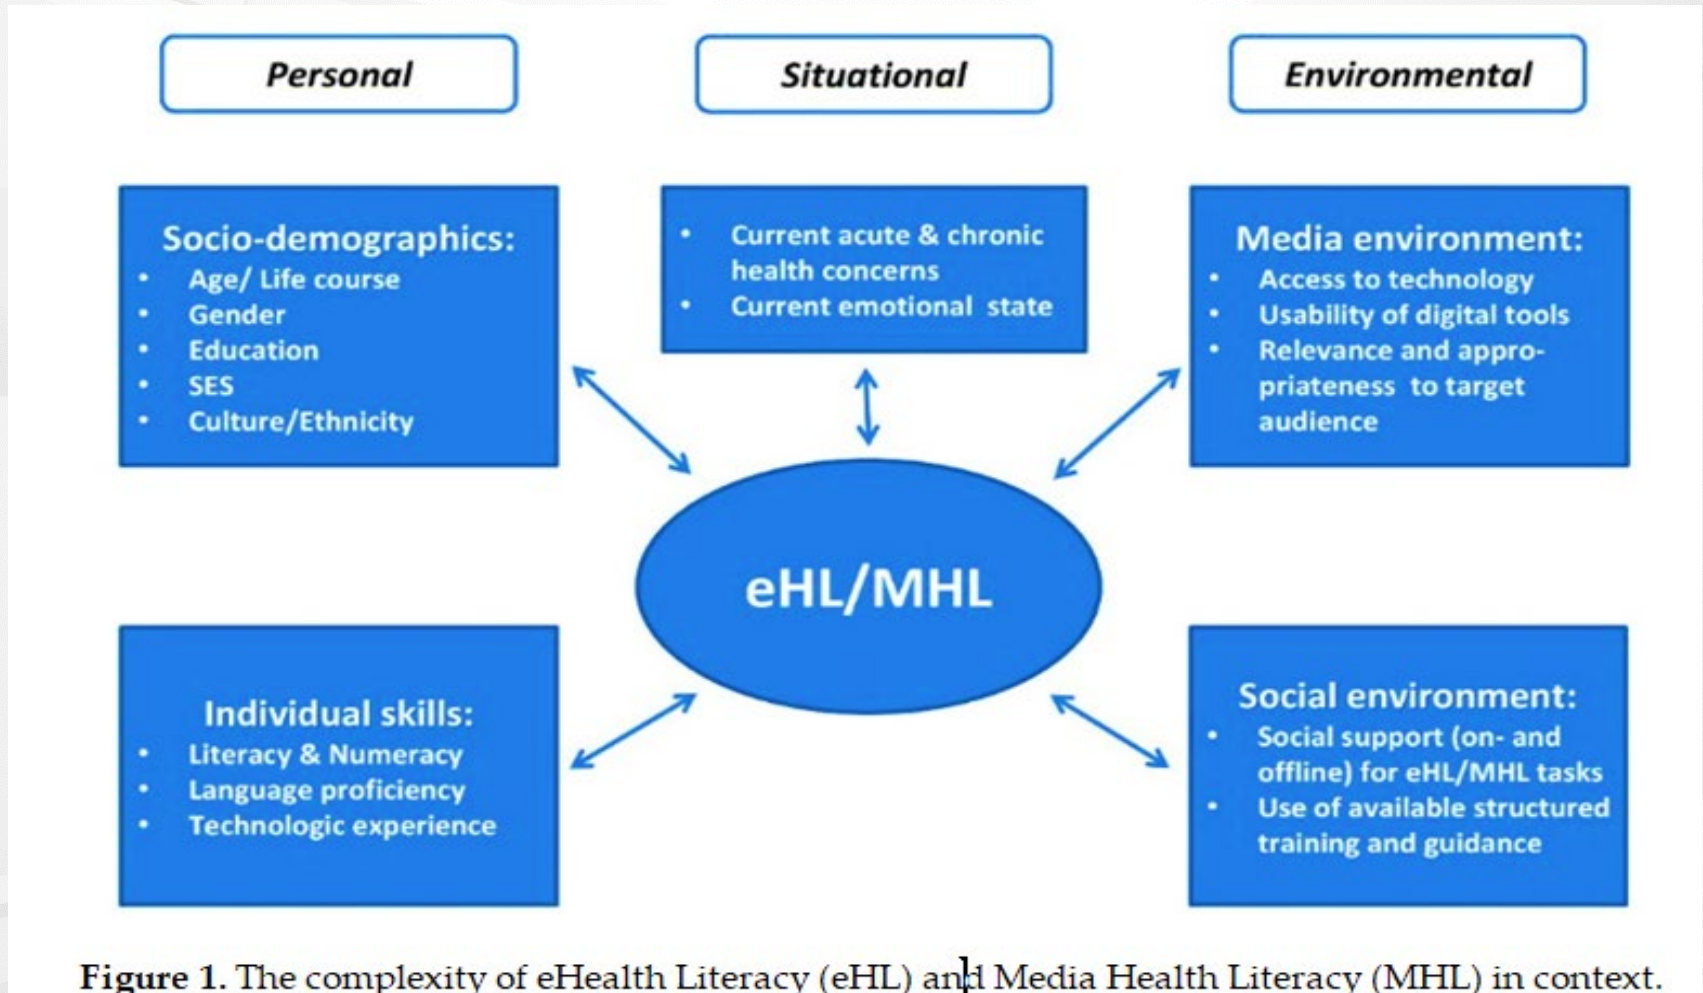 Personal
Situational
Environmental
Socio-demographics:
• Age/ Life course
• Gender
• Education
• SES
• Culture/Ethnicity
• Current acute & chronic
health concerns
• Current emotional state
Media environment:
• Access to technology
• Usability of digital tools
• Relevance and appro-
priateness to target
audience
eHL/MHL
Individual skills:
• Literacy & Numeracy
• Language proficiency
• Technologic experience
Social environment:
• Social support (on- and
offline) for eHL/MHL tasks
• Use of available structured
training and guidance
Figure 1. The complexity of eHealth Literacy (eHL) and Media Health Literacy (MHL) in context.